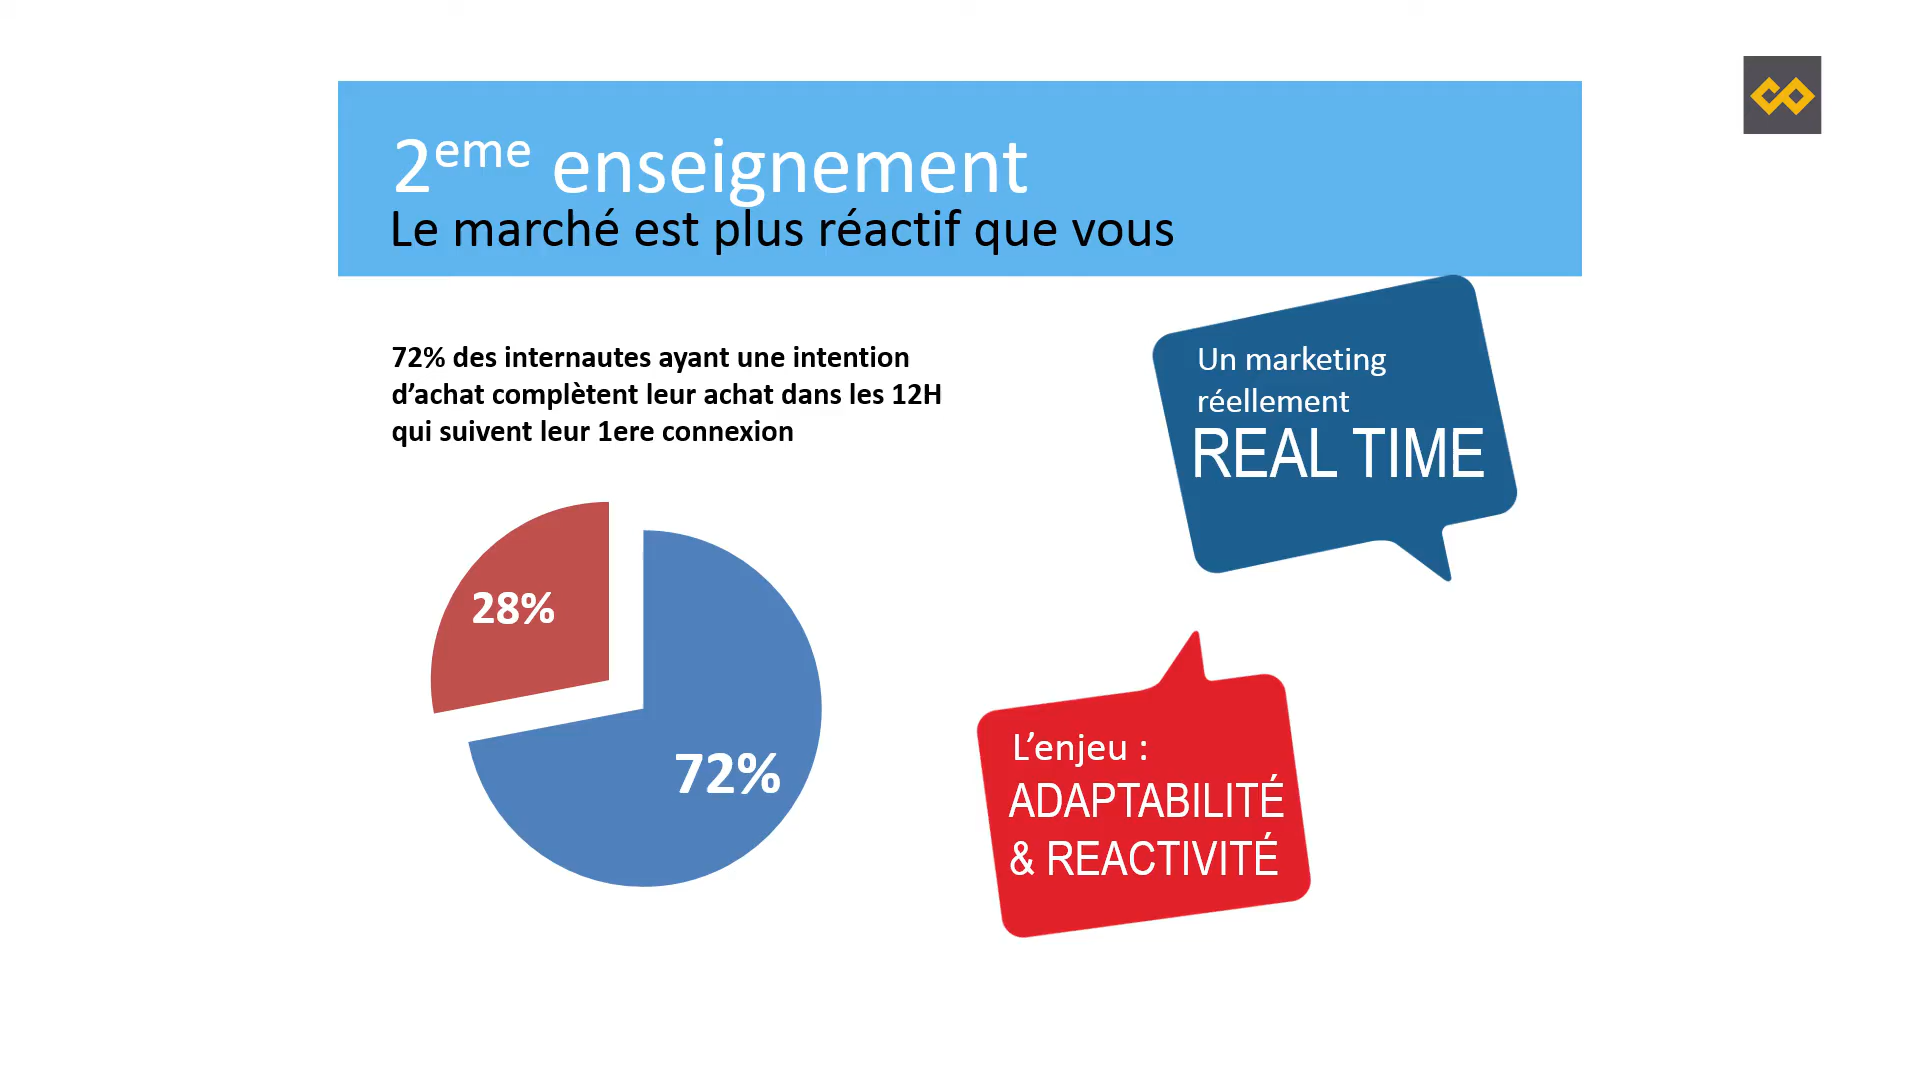 2eme enseignement
Le marché est plus réactif que vous
72% des internautes ayant une intention
d’achat complètent leur achat dans les 12H
qui suivent leur 1ere connexion
28%
72%
Un marketing
réellement
REAL TIME
L’enjeu :
ADAPTABILITÉ
& REACTIVITÉ